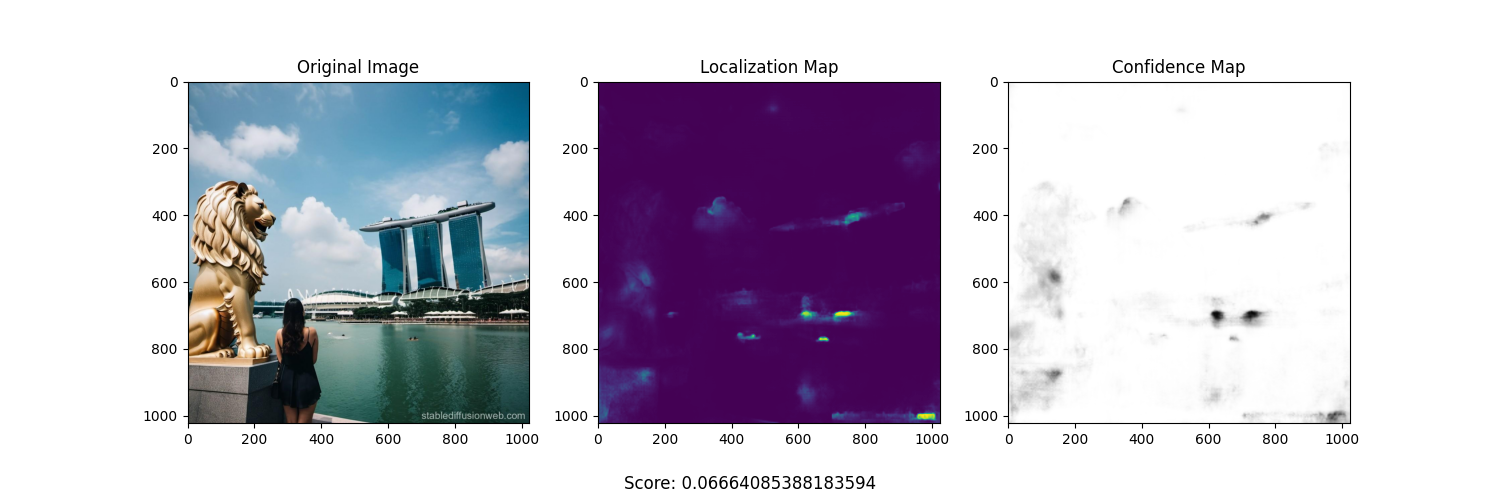 Original Image
Localization Map
Confidence Map
0
200
400
600
800
1000
0
200
400
600
800
1000
0
200
400
600
800
1000
0 200 400 600 800 1000
0 200 400 600 800 1000
0 200 400 600 800 1000
stablediffusionweb.com
Score: 0.06664085388183594